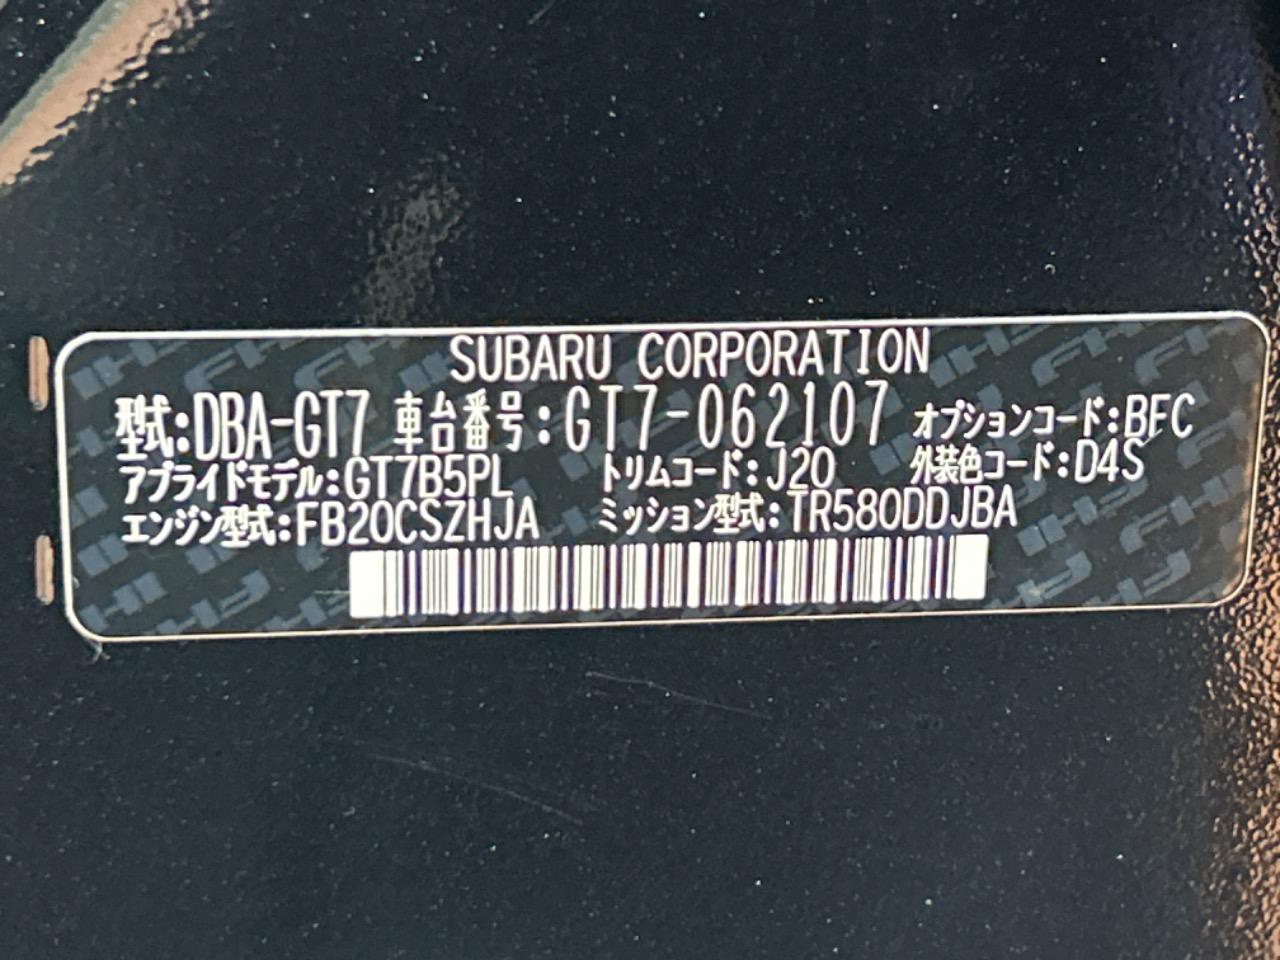 SUBARU CORPORATION
型式:DBA-GT7 車台番号:GT7-062107 オプションコード:BFC
アプライドモデル:GT7B5PL トリムコード:J20 外装色コード:D4S
エンジン型式:FB20CSZHJA ミッション型式:TR580DDJBA